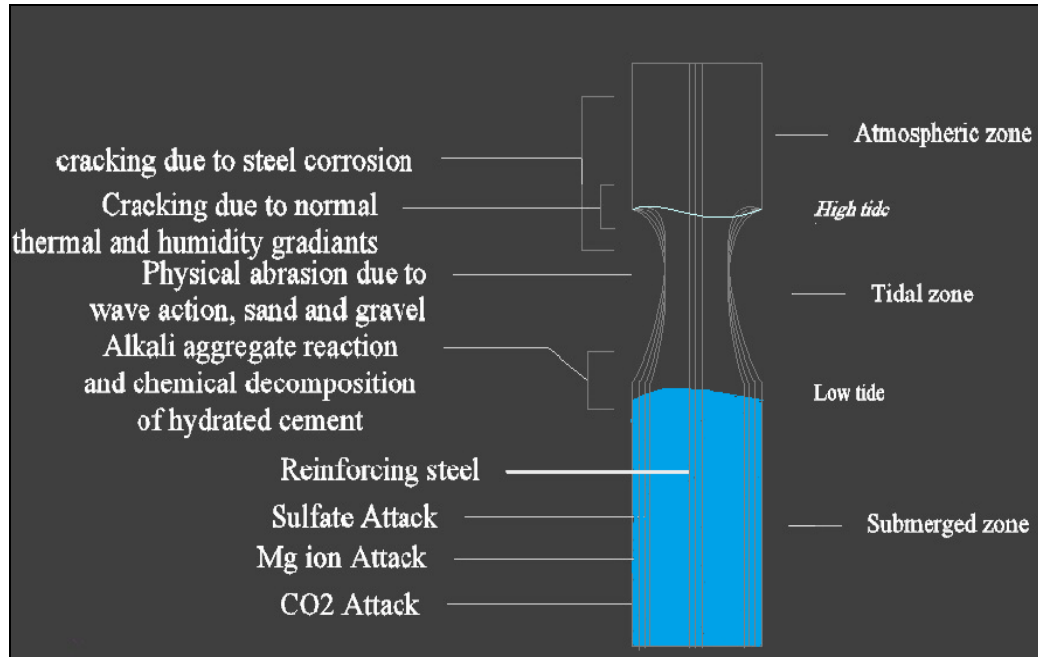 cracking due to steel corrosion
Cracking due to normal
thermal and humidity gradiants
Physical abrasion due to
wave action, sand and gravel
Alkali aggregate reaction
and chemical decomposition
of hydrated cement
Reinforcing steel
Sulfate Attack
Mg ion Attack
CO2 Attack
Atmospheric zone
High tide
Tidal zone
Low tide
Submerged zone